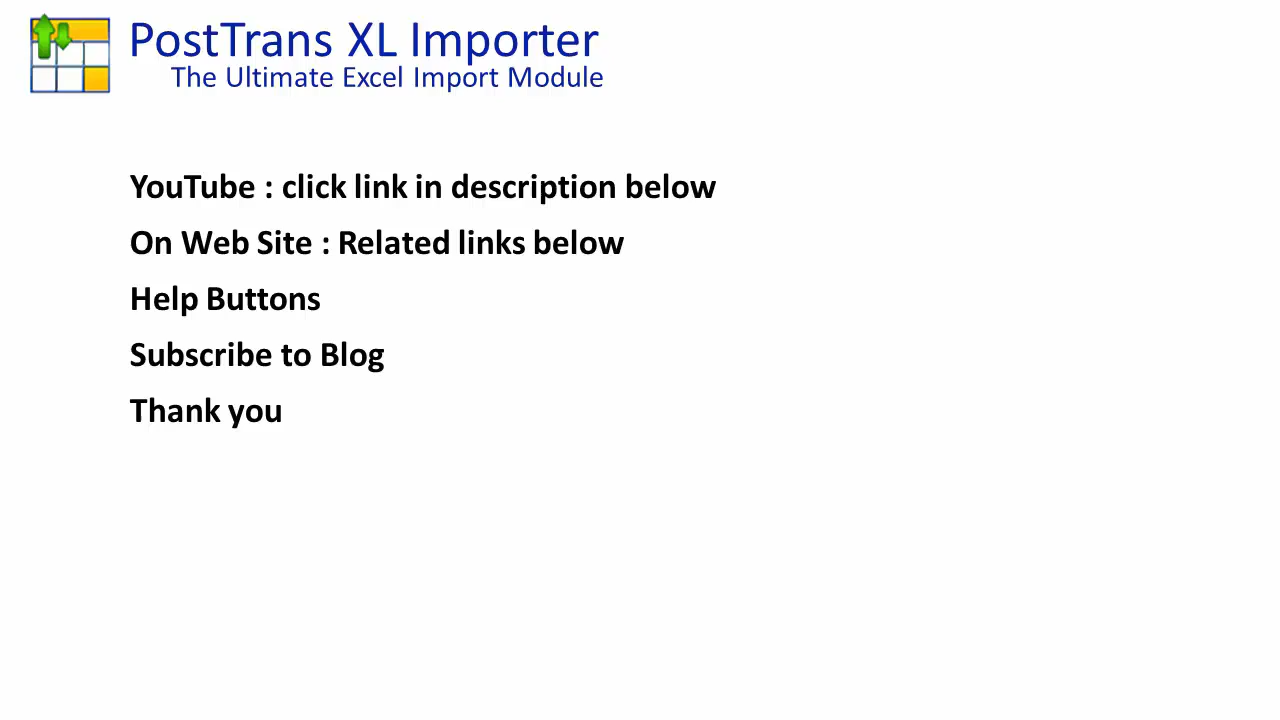 PostTrans XL Importer
The Ultimate Excel Import Module
YouTube : click link in description below
On Web Site : Related links below
Help Buttons
Subscribe to Blog
Thank you